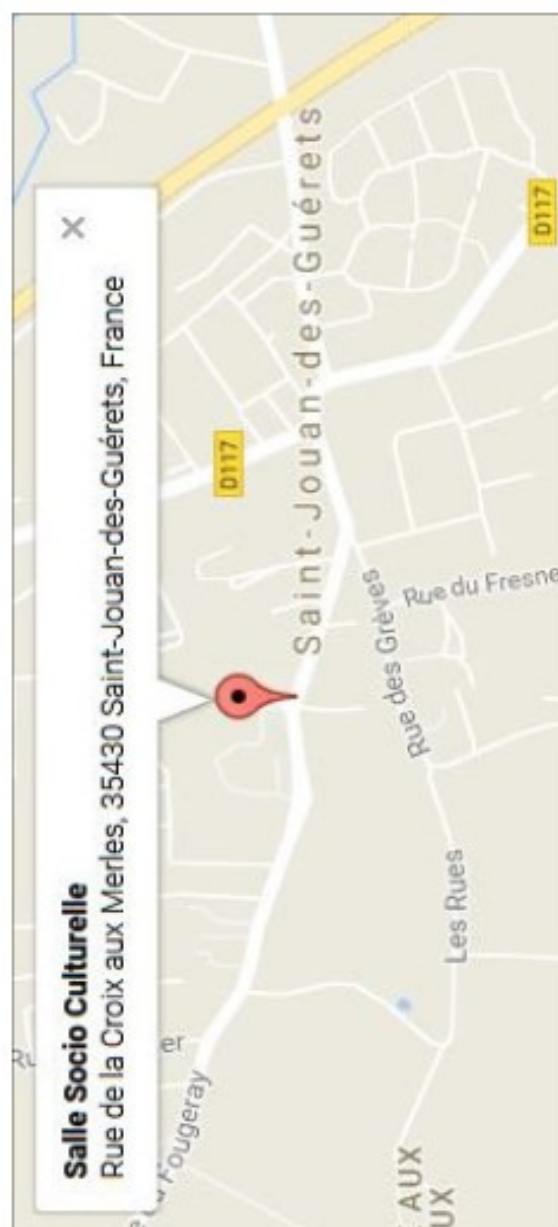 Salle Socio Culturelle
Rue de la Croix aux Merles, 35430 Saint-Jouan-des-Guérets, France
×
D117
Saint-Jouan-des-Guérets
D117
Rue du Fresne
Rue des Grèves
Les Rues
Fougeray
AUX